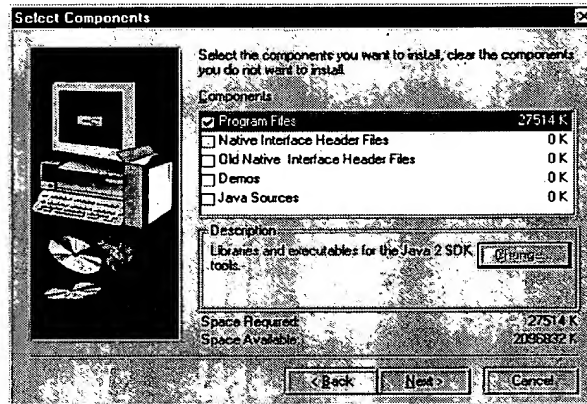 Select Components
Select the components you want to install, clear the components
you do not want to install.
Components
Program Files 27514 K
Native Interface Header Files 0 K
Old Native Interface Header Files 0 K
Demos 0 K
Java Sources 0 K
Description
Libraries and executables for the Java 2 SDK
tools.
Change...
Space Required: 27514 K
Space Available: 2096832 K
< Back
Next >
Cancel